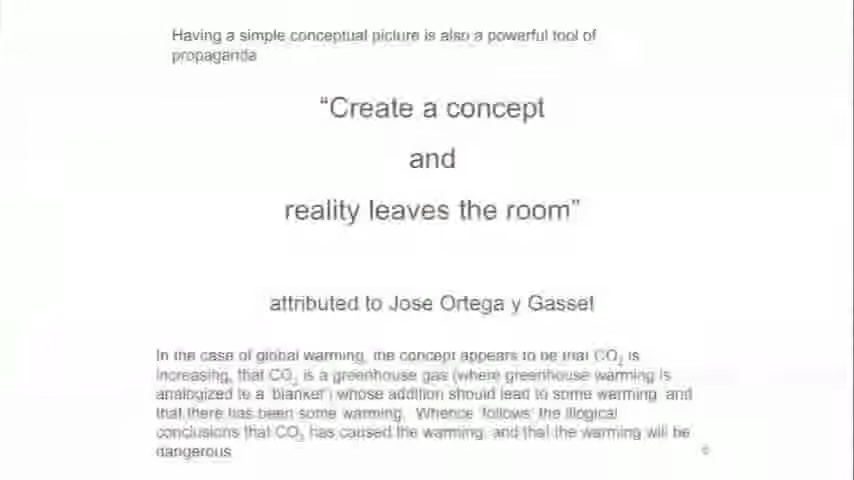 Having a simple conceptual picture is also a powerful tool of
propaganda
“Create a concept
and
reality leaves the room”
attributed to Jose Ortega y Gasset
In the case of global warming, the concept appears to be that CO₂ is
increasing, that CO₂ is a greenhouse gas (where greenhouse warming is
analogized to a 'blanket') whose addition should lead to some warming, and
that there has been some warming. Whence 'follows' the illogical
conclusions that CO₂ has caused the warming, and that the warming will be
dangerous